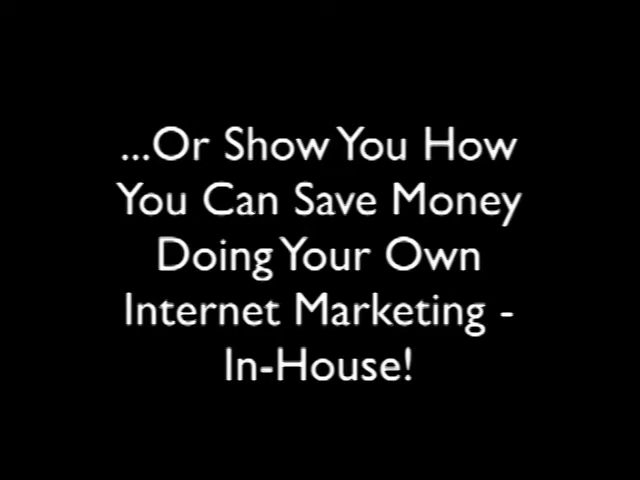 ...Or Show You How
You Can Save Money
Doing Your Own
Internet Marketing -
In-House!